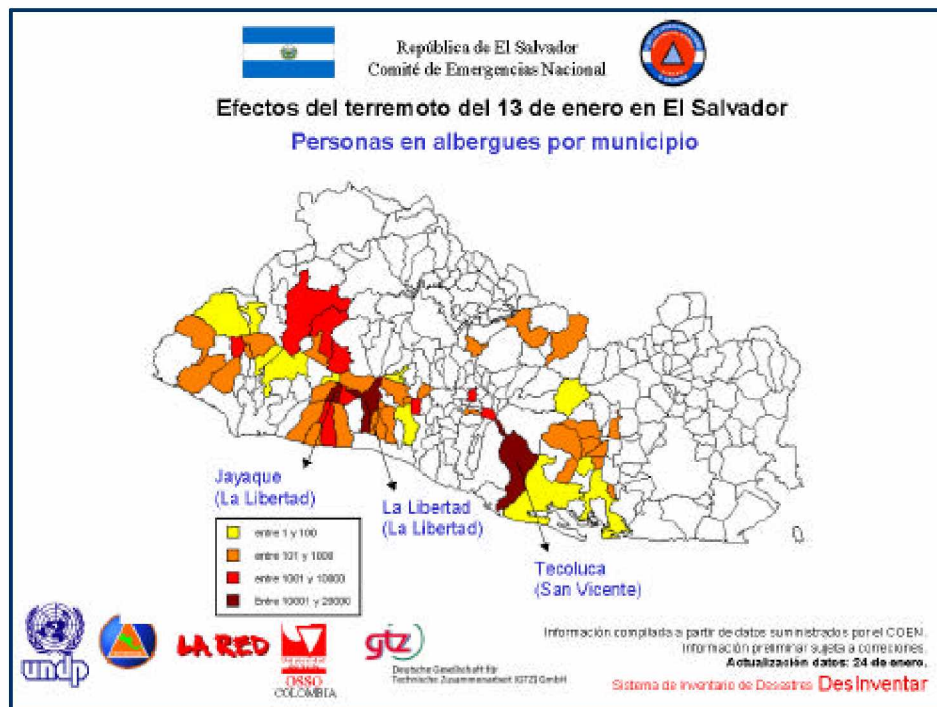 República de El Salvador
Comité de Emergencias Nacional
Efectos del terremoto del 13 de enero en El Salvador
Personas en albergues por municipio
Jayaque
(La Libertad)
La Libertad
(La Libertad)
Tecoluca
(San Vicente)
entre 1 y 100
entre 101 y 1000
entre 1001 y 10000
Entre 10001 y 20000
undp
LA RED
OSSO
COLOMBIA
gtz
Deutsche Gesellschaft für
Technische Zusammenarbeit (GTZ) GmbH
Información compilada a partir de datos suministrados por el COEN.
Información preliminar sujeta a correciones.
Actualización datos: 24 de enero.
Sistema de Inventario de Desastres DesInventar